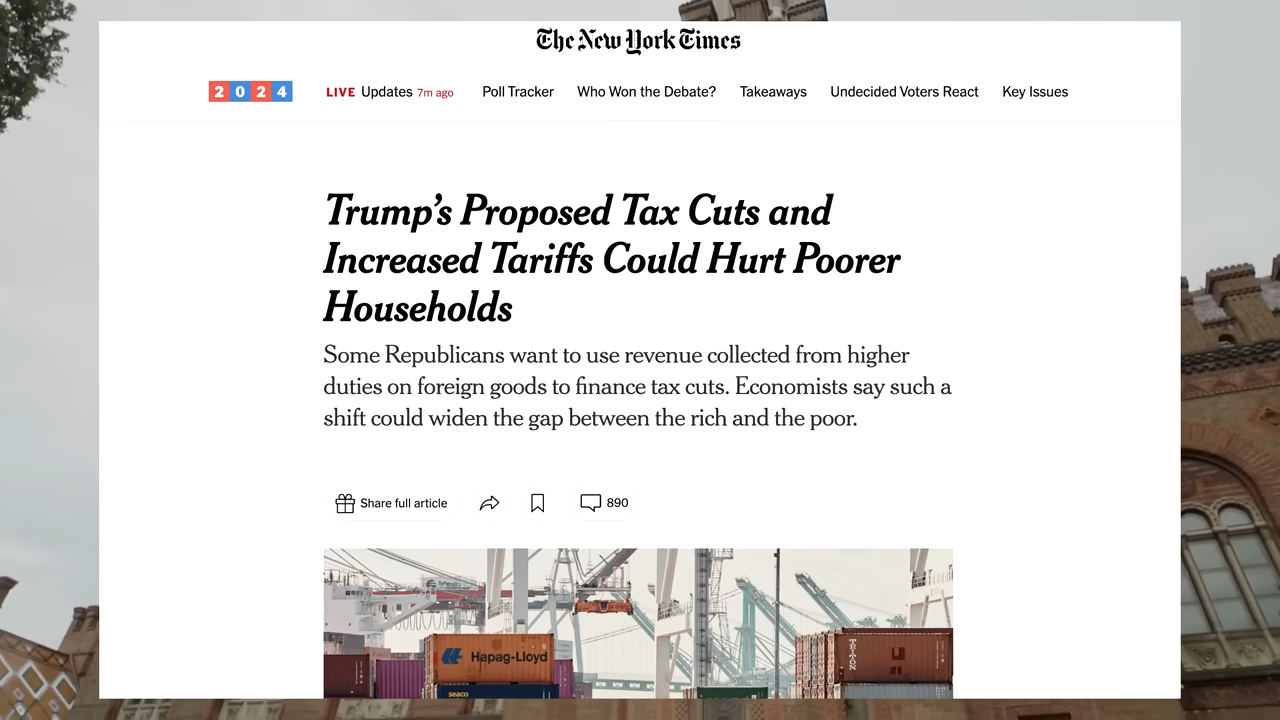 The New York Times
2024 LIVE Updates 7m ago Poll Tracker Who Won the Debate? Takeaways Undecided Voters React Key Issues
Trump's Proposed Tax Cuts and
Increased Tariffs Could Hurt Poorer
Households
Some Republicans want to use revenue collected from higher
duties on foreign goods to finance tax cuts. Economists say such a
shift could widen the gap between the rich and the poor.
Share full article 890
Hapag-Lloyd
TRITON
seaco